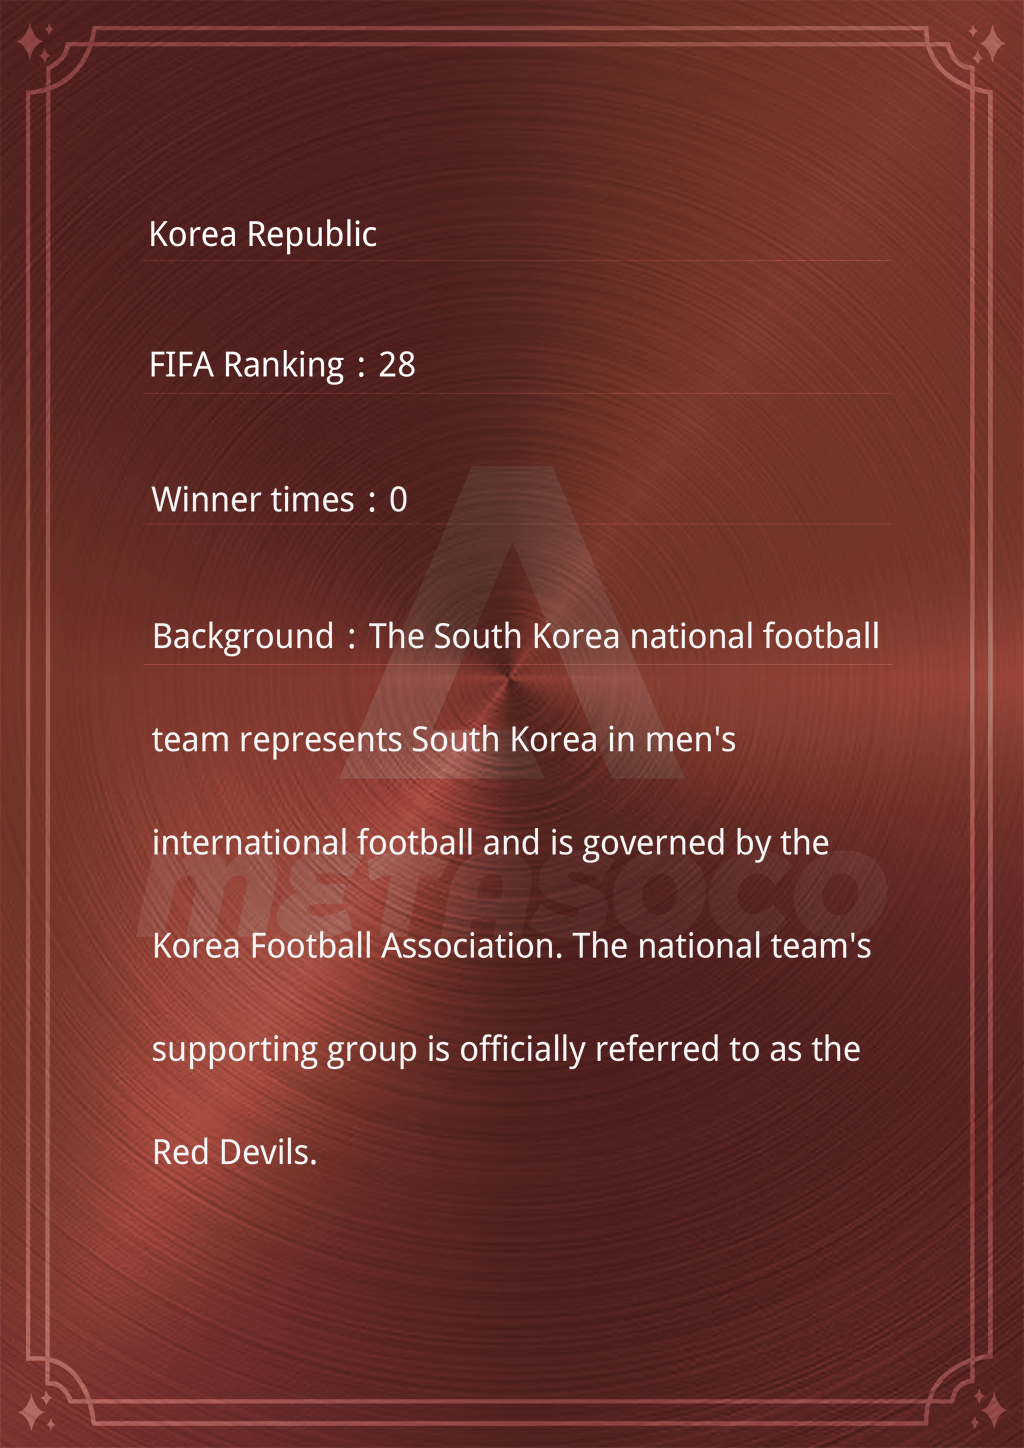 Korea Republic
FIFA Ranking：28
Winner times：0
Background：The South Korea national football
team represents South Korea in men's
international football and is governed by the
METASOCO
Korea Football Association. The national team's
supporting group is officially referred to as the
Red Devils.